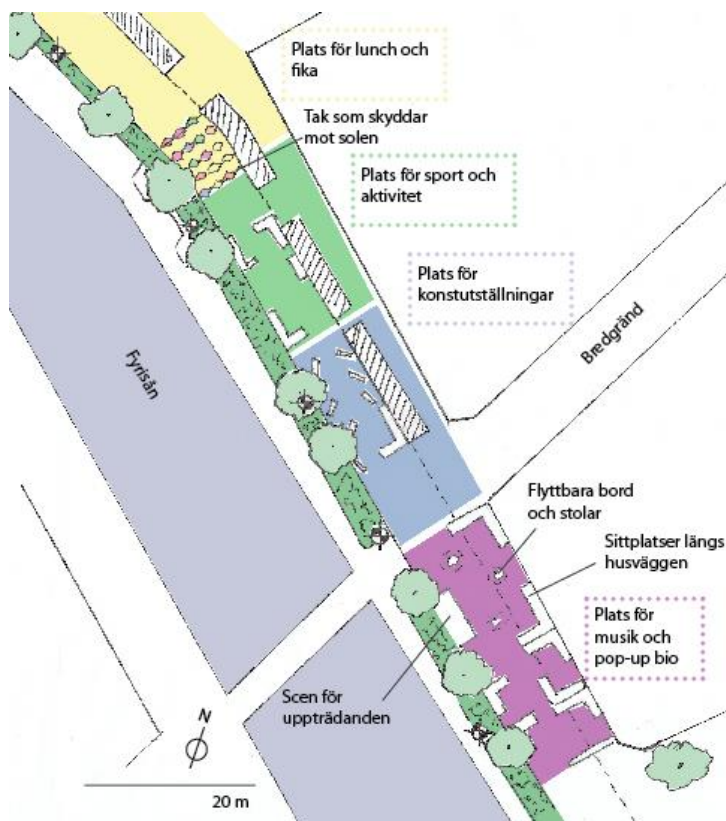 Plats för lunch och
fika
Tak som skyddar
mot solen
Plats för sport och
aktivitet
Plats för
konstutställningar
Fyrisån
Bredgränd
Flyttbara bord
och stolar
Sittplatser längs
husväggen
Plats för
musik och
pop-up bio
Scen för
uppträdanden
N
20 m